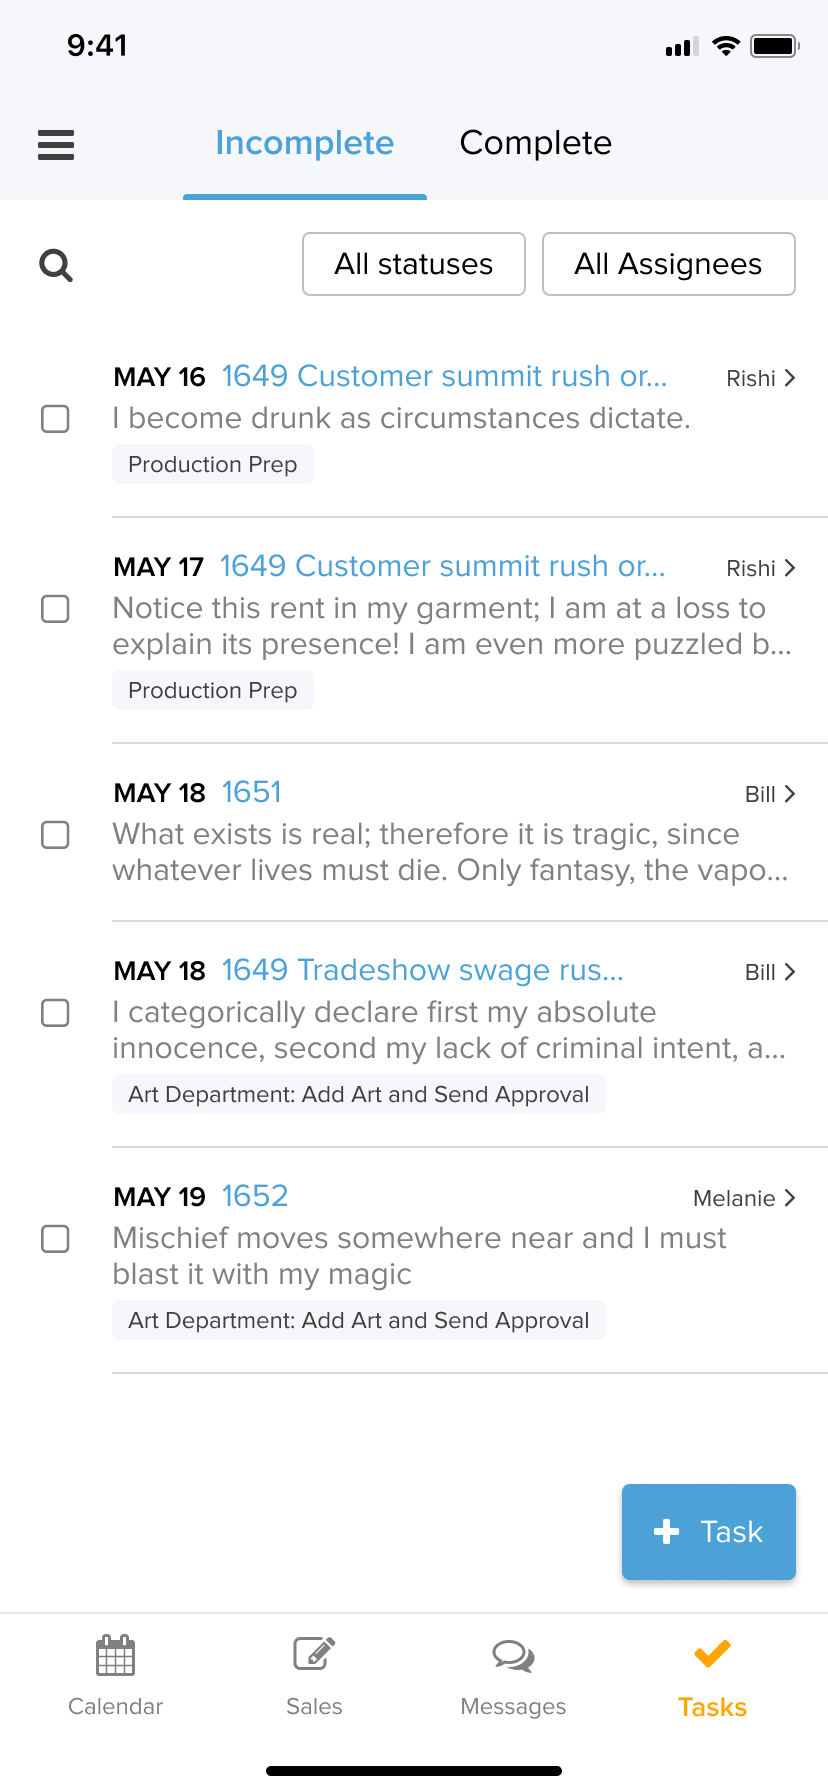 9:41
Incomplete Complete
All statuses All Assignees
MAY 16 1649 Customer summit rush or... Rishi
I become drunk as circumstances dictate.
Production Prep
MAY 17 1649 Customer summit rush or... Rishi
Notice this rent in my garment; I am at a loss to
explain its presence! I am even more puzzled b...
Production Prep
MAY 18 1651 Bill
What exists is real; therefore it is tragic, since
whatever lives must die. Only fantasy, the vapo...
MAY 18 1649 Tradeshow swage rus... Bill
I categorically declare first my absolute
innocence, second my lack of criminal intent, a...
Art Department: Add Art and Send Approval
MAY 19 1652 Melanie
Mischief moves somewhere near and I must
blast it with my magic
Art Department: Add Art and Send Approval
Task
Calendar Sales Messages Tasks